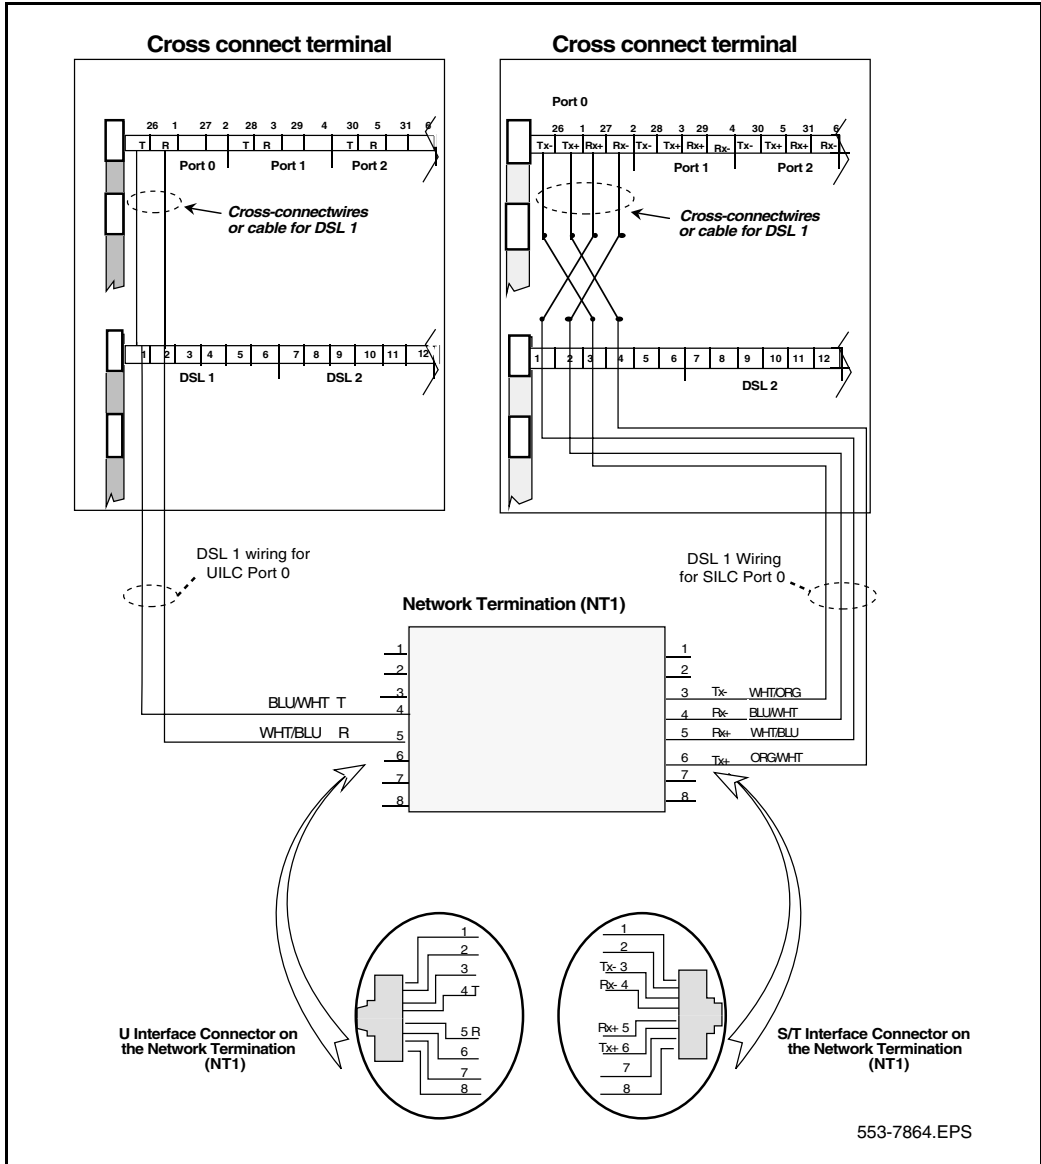 Cross connect terminal
26 1 27 2 28 3 29 4 30 5 31 6
T R T R T R
Port 0 Port 1 Port 2
Cross-connectwires
or cable for DSL 1
1 2 3 4 5 6 7 8 9 10 11 12
DSL 1 DSL 2
Cross connect terminal
Port 0
26 1 27 2 28 3 29 4 30 5 31 6
Tx- Tx+ Rx+ Rx- Tx- Tx+ Rx+ Rx- Tx- Tx+ Rx+ Rx-
Port 1 Port 2
Cross-connectwires
or cable for DSL 1
1 2 3 4 5 6 7 8 9 10 11 12
DSL 2
DSL 1 wiring for
UILC Port 0
DSL 1 Wiring
for SILC Port 0
Network Termination (NT1)
1
2
3
BLU/WHT T 4
WHT/BLU R 5
6
7
8
1
2
3 Tx- WHT/ORG
4 Rx- BLU/WHT
5 Rx+ WHT/BLU
6 Tx+ ORG/WHT
7
8
1
2
3
4 T
5 R
6
7
8
U Interface Connector on
the Network Termination
(NT1)
1
2
Tx- 3
Rx- 4
Rx+ 5
Tx+ 6
7
8
S/T Interface Connector on
the Network Termination
(NT1)
553-7864.EPS